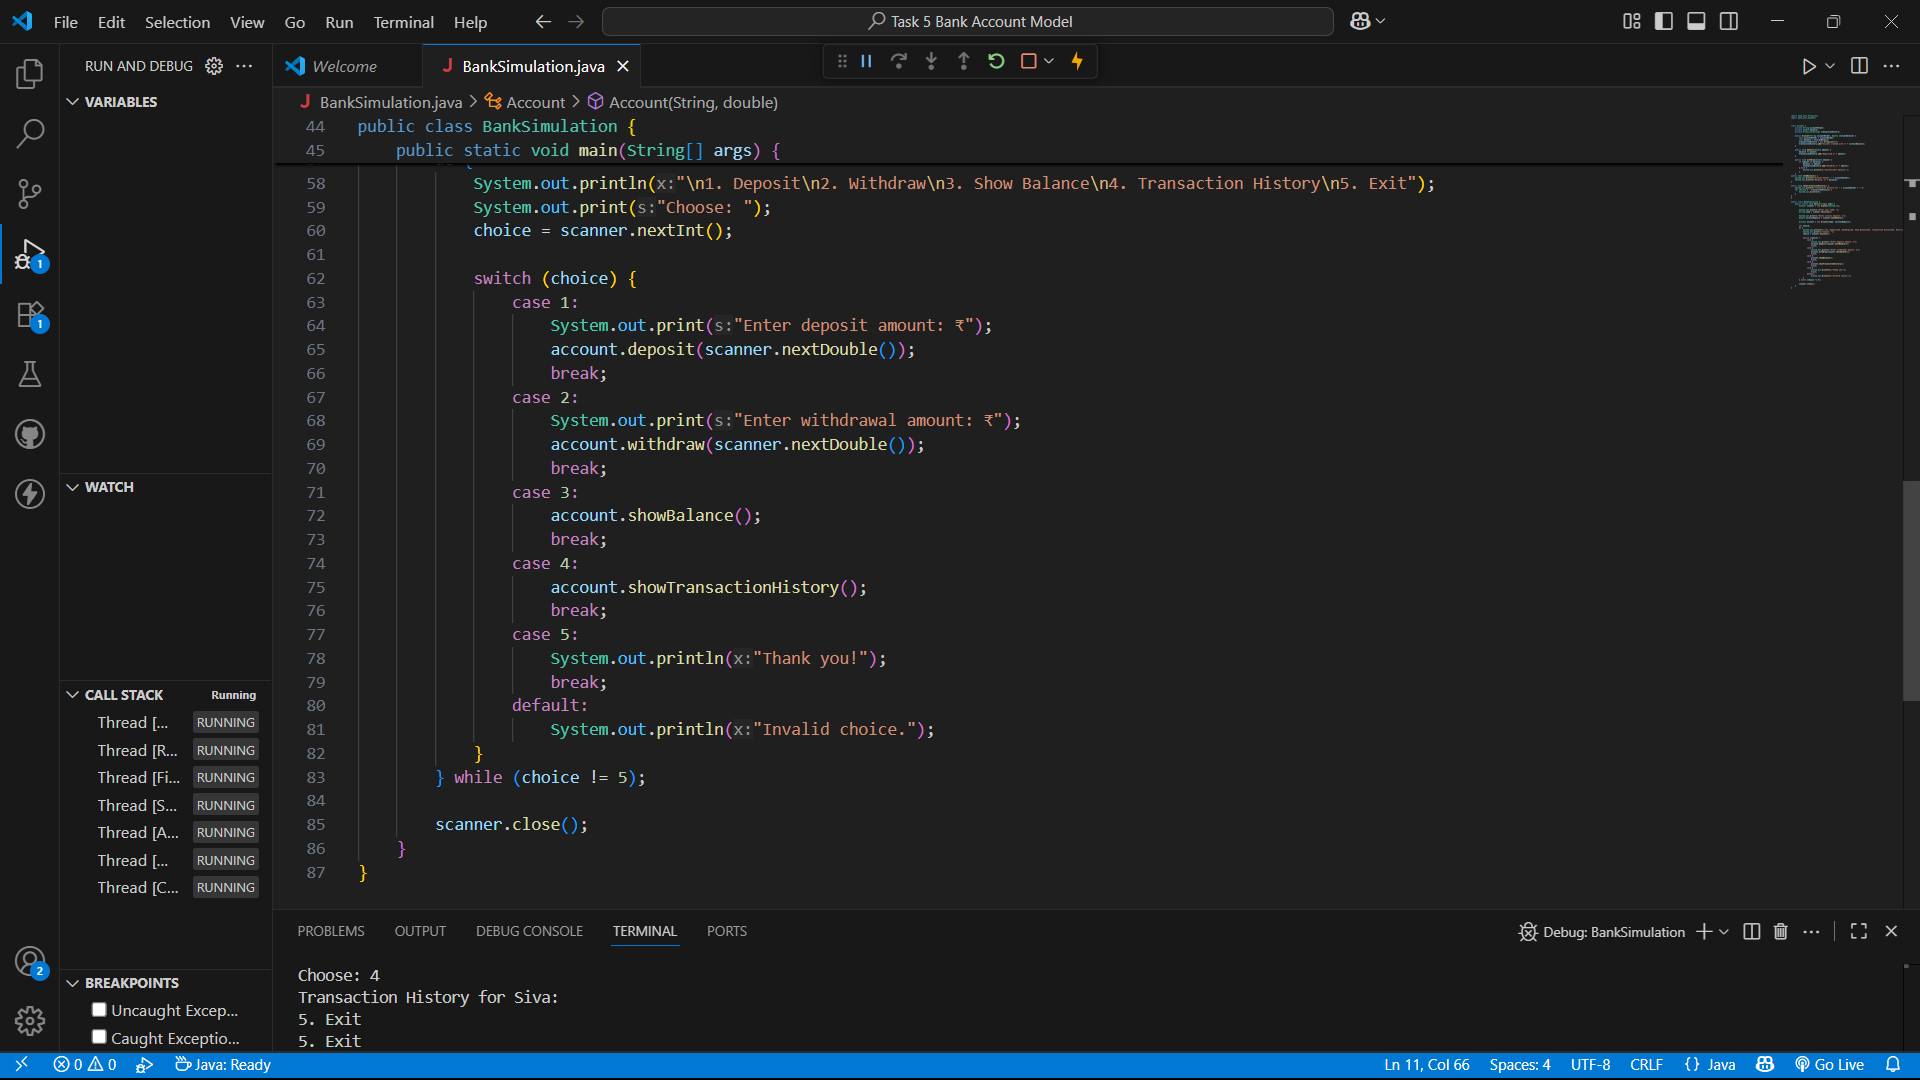 File Edit Selection View Go Run Terminal Help
Task 5 Bank Account Model
RUN AND DEBUG
Welcome
J BankSimulation.java
VARIABLES
WATCH
CALL STACK Running
Thread [... RUNNING
Thread [R... RUNNING
Thread [Fi... RUNNING
Thread [S... RUNNING
Thread [A... RUNNING
Thread [... RUNNING
Thread [C... RUNNING
BREAKPOINTS
Uncaught Excep...
Caught Exceptio...
1
1
2
J BankSimulation.java > Account > Account(String, double)
44 public class BankSimulation {
45 public static void main(String[] args) {
58 System.out.println(x:"\n1. Deposit\n2. Withdraw\n3. Show Balance\n4. Transaction History\n5. Exit");
59 System.out.print(s:"Choose: ");
60 choice = scanner.nextInt();
61
62 switch (choice) {
63 case 1:
64 System.out.print(s:"Enter deposit amount: ₹");
65 account.deposit(scanner.nextDouble());
66 break;
67 case 2:
68 System.out.print(s:"Enter withdrawal amount: ₹");
69 account.withdraw(scanner.nextDouble());
70 break;
71 case 3:
72 account.showBalance();
73 break;
74 case 4:
75 account.showTransactionHistory();
76 break;
77 case 5:
78 System.out.println(x:"Thank you!");
79 break;
80 default:
81 System.out.println(x:"Invalid choice.");
82 }
83 } while (choice != 5);
84
85 scanner.close();
86 }
87 }
PROBLEMS OUTPUT DEBUG CONSOLE TERMINAL PORTS
Debug: BankSimulation
Choose: 4
Transaction History for Siva:
5. Exit
5. Exit
0 0 Java: Ready
Ln 11, Col 66 Spaces: 4 UTF-8 CRLF {} Java Go Live